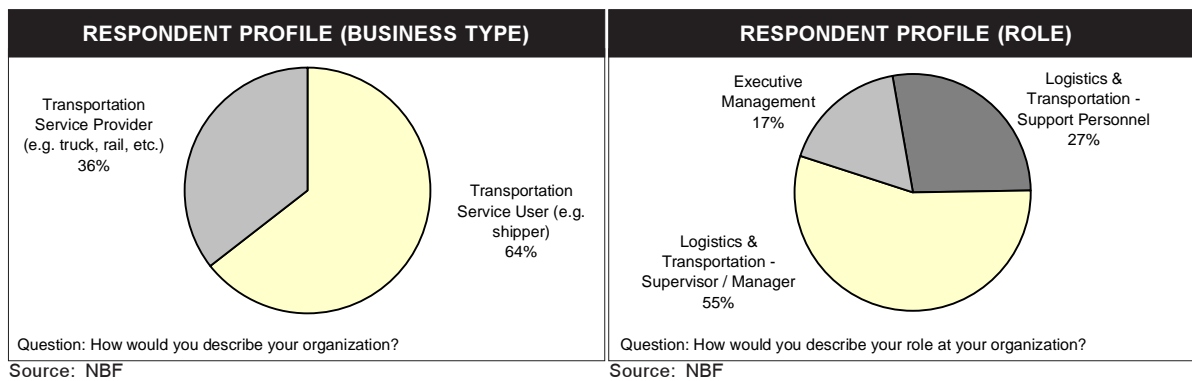 RESPONDENT PROFILE (BUSINESS TYPE)
Transportation
Service Provider
(e.g. truck, rail, etc.)
36%
Transportation
Service User (e.g.
shipper)
64%
Question: How would you describe your organization?
Source: NBF
RESPONDENT PROFILE (ROLE)
Executive
Management
17%
Logistics &
Transportation -
Support Personnel
27%
Logistics &
Transportation -
Supervisor / Manager
55%
Question: How would you describe your role at your organization?
Source: NBF